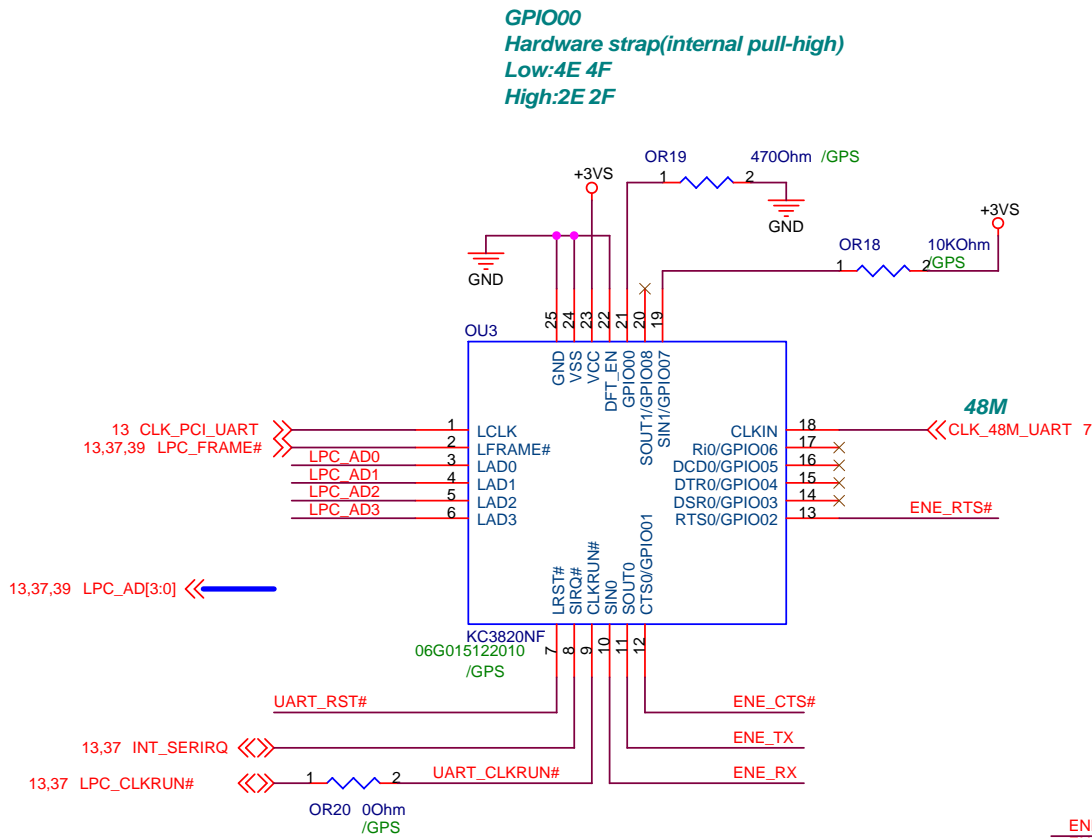 GPIO00
Hardware strap(internal pull-high)
Low:4E 4F
High:2E 2F
OR19 470Ohm /GPS
1 2
+3VS
GND
+3VS
OR18 10KOhm
1 2 /GPS
GND
25 24 23 22 21 20 19
OU3
GND VSS VCC DFT_EN GPIO00 SOUT1/GPIO08 SIN1/GPIO07
48M
13 CLK_PCI_UART 1 LCLK CLKIN 18 CLK_48M_UART 7
13,37,39 LPC_FRAME# 2 LFRAME# Ri0/GPIO06 17
LPC_AD0 3 LAD0 DCD0/GPIO05 16
LPC_AD1 4 LAD1 DTR0/GPIO04 15
LPC_AD2 5 LAD2 DSR0/GPIO03 14
LPC_AD3 6 LAD3 RTS0/GPIO02 13 ENE_RTS#
LRST# SIRQ# CLKRUN# SIN0 SOUT0 CTS0/GPIO01
13,37,39 LPC_AD[3:0]
KC3820NF
06G015122010
/GPS
7 8 9 10 11 12
UART_RST# ENE_CTS#
13,37 INT_SERIRQ ENE_TX
13,37 LPC_CLKRUN# 1 2 UART_CLKRUN# ENE_RX
OR20 0Ohm
/GPS
EN